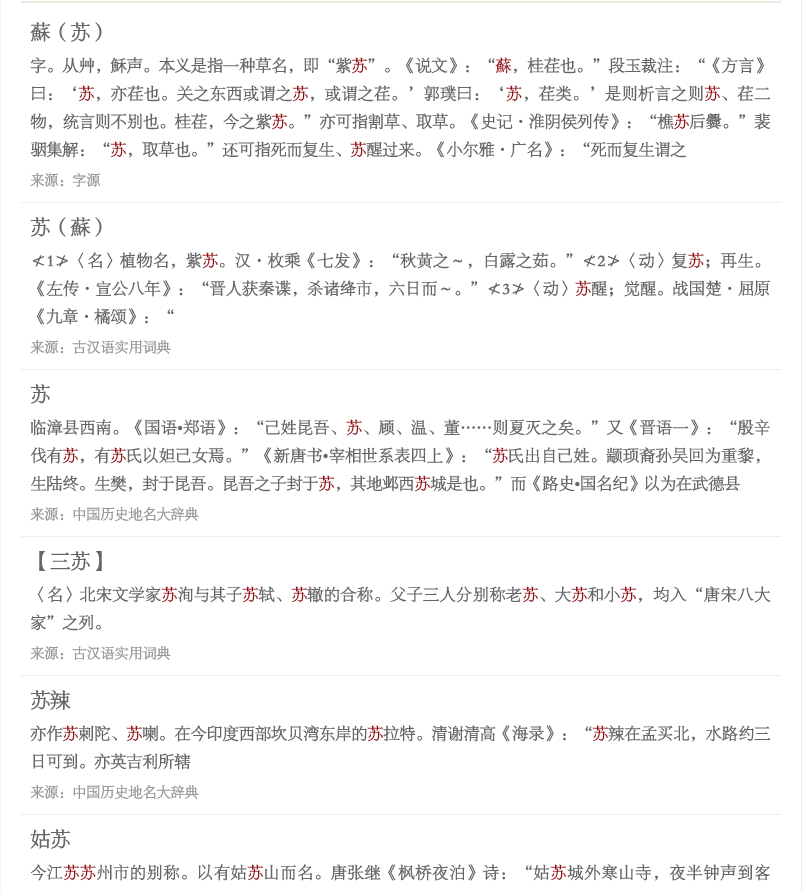 蘇（苏）
字。从艸，穌声。本义是指一种草名，即“紫苏”。《说文》：“蘇，桂荏也。”段玉裁注：“《方言》
曰：‘苏，亦荏也。关之东西或谓之苏，或谓之荏。’郭璞曰：‘苏，荏类。’是则析言之则苏、荏二
物，统言则不别也。桂荏，今之紫苏。”亦可指割草、取草。《史记·淮阴侯列传》：“樵苏后爨。”裴
骃集解：“苏，取草也。”还可指死而复生、苏醒过来。《小尔雅·广名》：“死而复生谓之
来源：字源
苏（蘇）
≮1≯〈名〉植物名，紫苏。汉·枚乘《七发》：“秋黄之～，白露之茹。”≮2≯〈动〉复苏；再生。
《左传·宣公八年》：“晋人获秦谍，杀诸绛市，六日而～。”≮3≯〈动〉苏醒；觉醒。战国楚·屈原
《九章·橘颂》：“
来源：古汉语实用词典
苏
临漳县西南。《国语•郑语》：“己姓昆吾、苏、顾、温、董……则夏灭之矣。”又《晋语一》：“殷辛
伐有苏，有苏氏以妲己女焉。”《新唐书•宰相世系表四上》：“苏氏出自己姓。颛顼裔孙吴回为重黎，
生陆终。生樊，封于昆吾。昆吾之子封于苏，其地邺西苏城是也。”而《路史•国名纪》以为在武德县
来源：中国历史地名大辞典
【三苏】
〈名〉北宋文学家苏洵与其子苏轼、苏辙的合称。父子三人分别称老苏、大苏和小苏，均入“唐宋八大
家”之列。
来源：古汉语实用词典
苏辣
亦作苏剌陀、苏喇。在今印度西部坎贝湾东岸的苏拉特。清谢清高《海录》：“苏辣在孟买北，水路约三
日可到。亦英吉利所辖
来源：中国历史地名大辞典
姑苏
今江苏苏州市的别称。以有姑苏山而名。唐张继《枫桥夜泊》诗：“姑苏城外寒山寺，夜半钟声到客